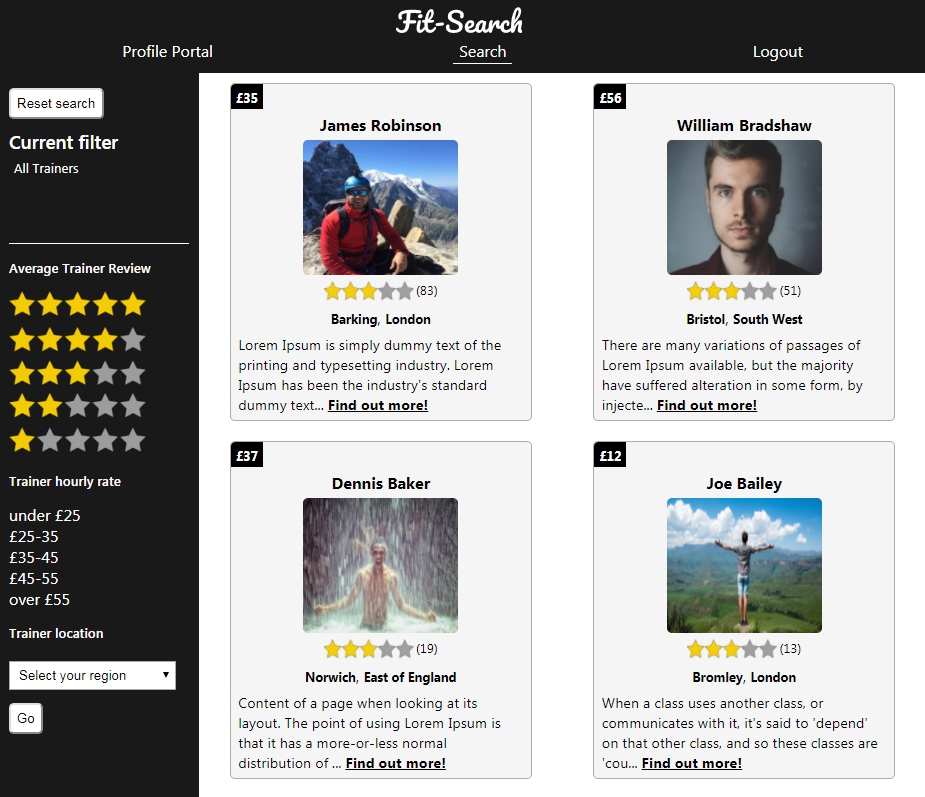 Fit-Search
Profile Portal
Search
Logout
Reset search
Current filter
All Trainers
Average Trainer Review
Trainer hourly rate
under £25
£25-35
£35-45
£45-55
over £55
Trainer location
Select your region
Go
£35
James Robinson
(83)
Barking, London
Lorem Ipsum is simply dummy text of the
printing and typesetting industry. Lorem
Ipsum has been the industry's standard
dummy text... Find out more!
£56
William Bradshaw
(51)
Bristol, South West
There are many variations of passages of
Lorem Ipsum available, but the majority
have suffered alteration in some form, by
injecte... Find out more!
£37
Dennis Baker
(19)
Norwich, East of England
Content of a page when looking at its
layout. The point of using Lorem Ipsum is
that it has a more-or-less normal
distribution of ... Find out more!
£12
Joe Bailey
(13)
Bromley, London
When a class uses another class, or
communicates with it, it's said to 'depend'
on that other class, and so these classes are
'cou... Find out more!